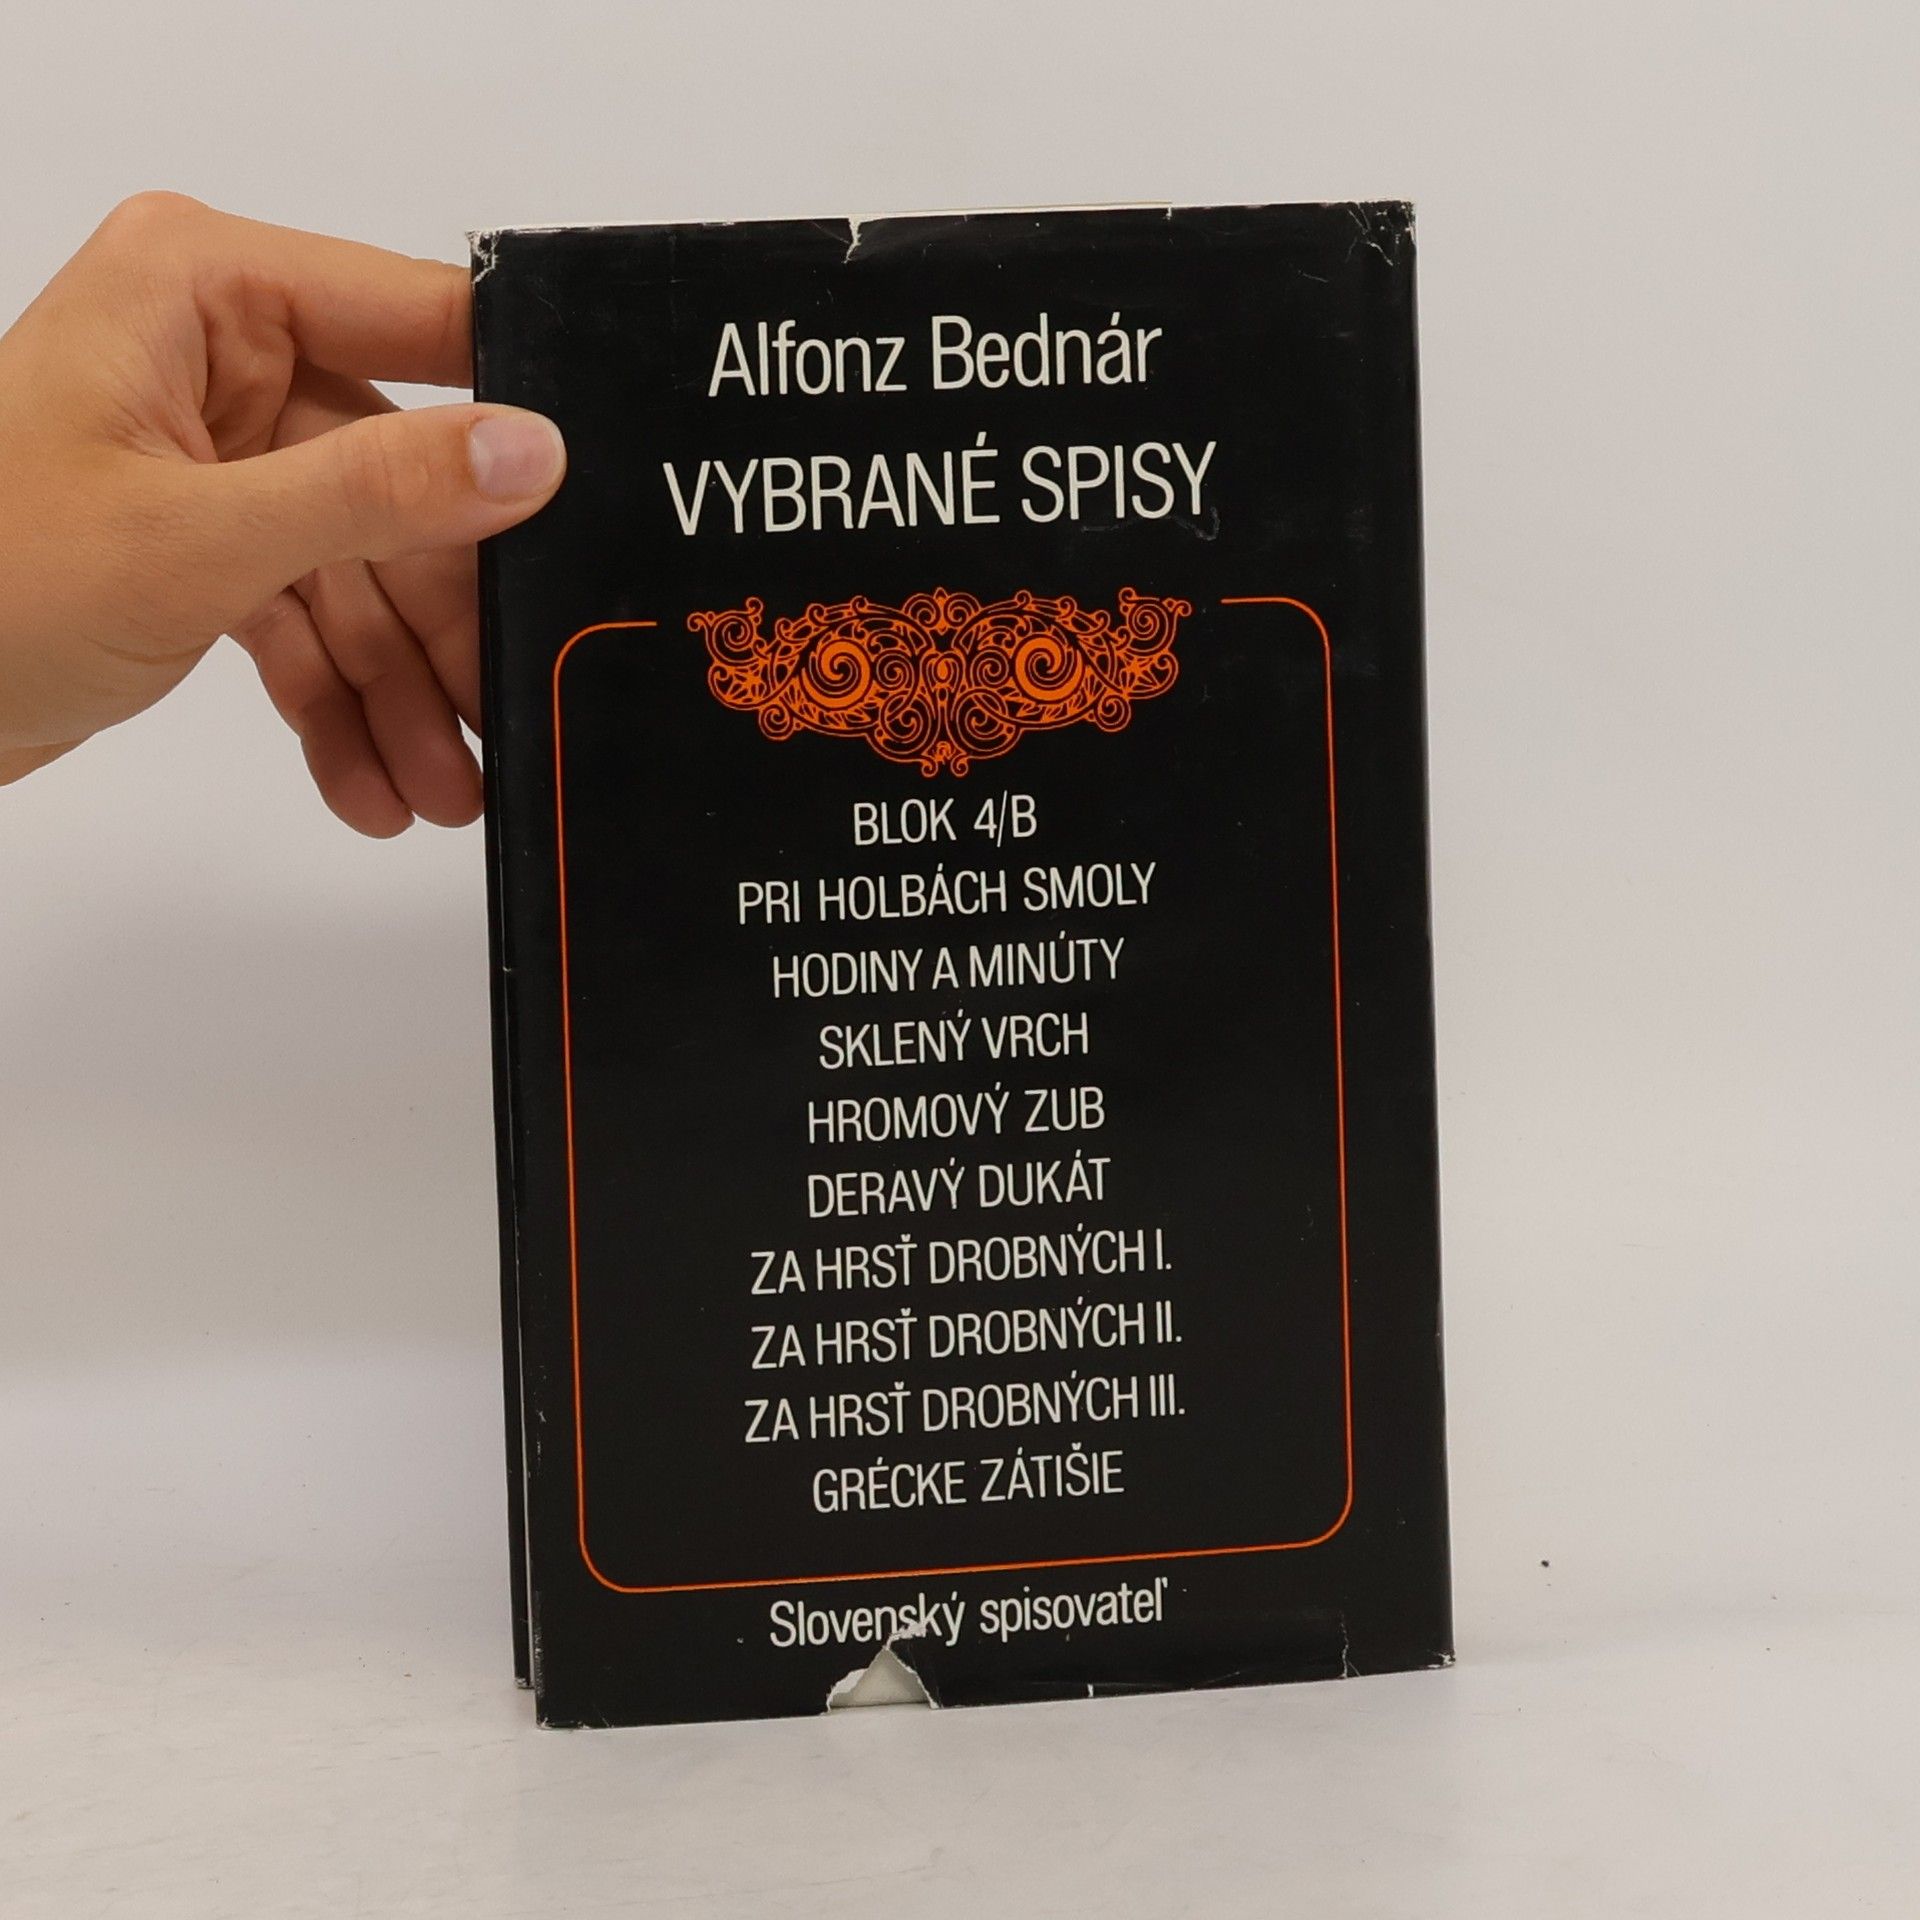 Alfonz Bednár
VYBRANÉ SPISY
BLOK 4/B
PRI HOLBÁCH SMOLY
HODINY A MINÚTY
SKLENÝ VRCH
HROMOVÝ ZUB
DERAVÝ DUKÁT
ZA HRSŤ DROBNÝCH I.
ZA HRSŤ DROBNÝCH II.
ZA HRSŤ DROBNÝCH III.
GRÉCKE ZÁTIŠIE
Slovenský spisovateľ